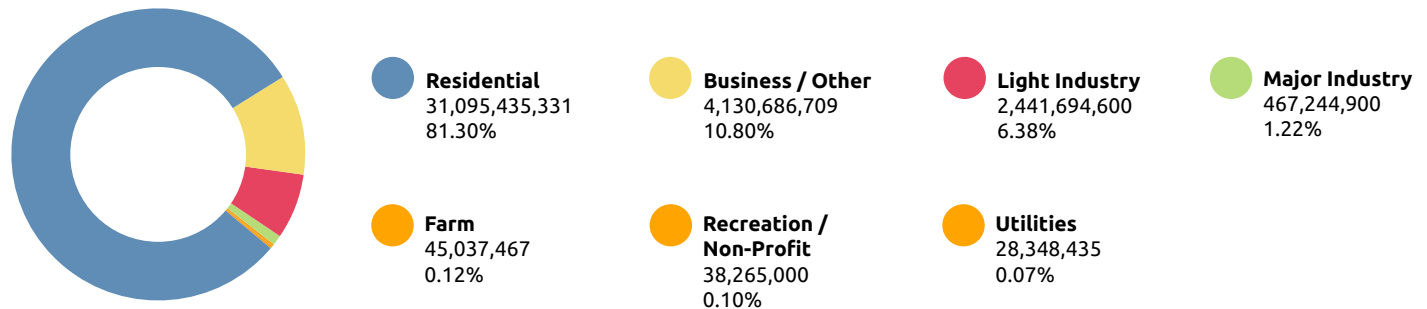 Residential
31,095,435,331
81.30%
Business / Other
4,130,686,709
10.80%
Light Industry
2,441,694,600
6.38%
Major Industry
467,244,900
1.22%
Farm
45,037,467
0.12%
Recreation /
Non-Profit
38,265,000
0.10%
Utilities
28,348,435
0.07%